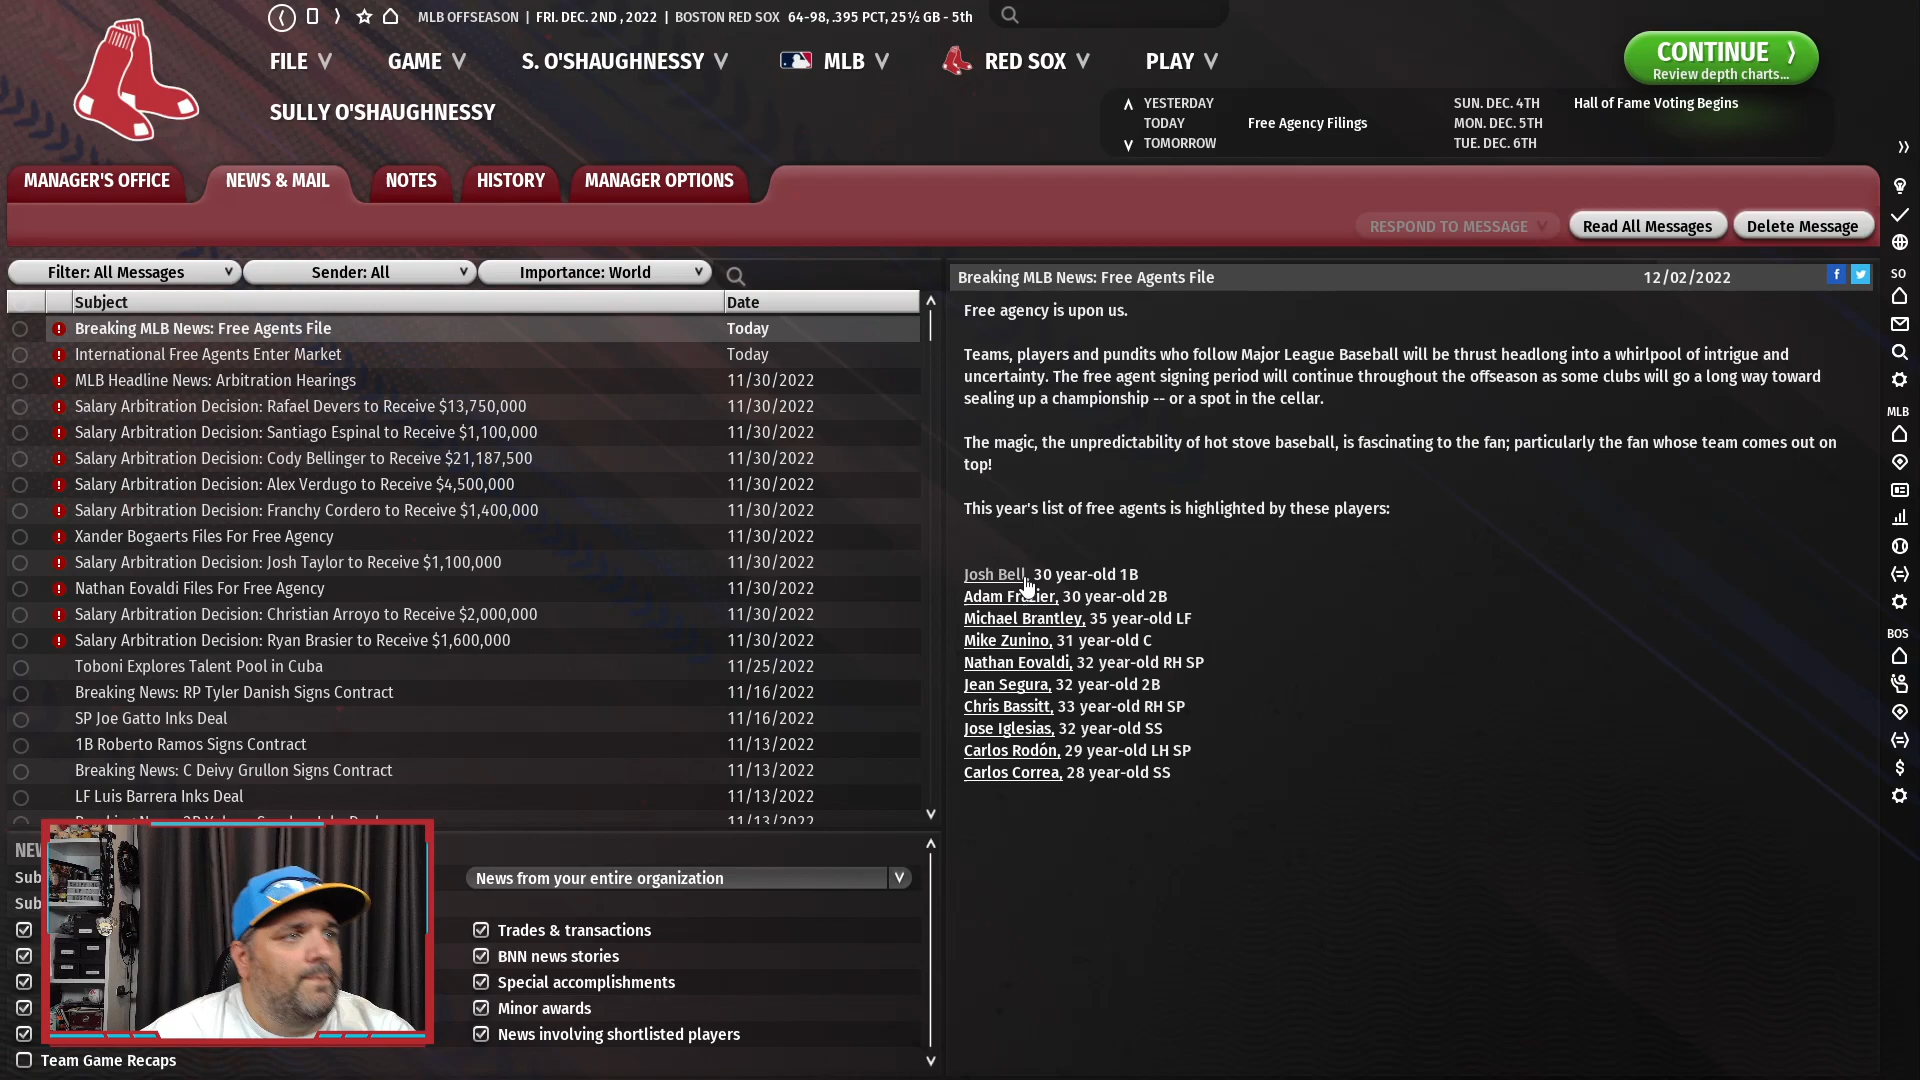 MLB OFFSEASON | FRI. DEC. 2ND , 2022 | BOSTON RED SOX 64-98, .395 PCT, 25½ GB - 5th
FILE GAME S. O'SHAUGHNESSY MLB RED SOX PLAY
CONTINUE
Review depth charts...
SULLY O'SHAUGHNESSY
YESTERDAY SUN. DEC. 4TH Hall of Fame Voting Begins
TODAY Free Agency Filings MON. DEC. 5TH
TOMORROW TUE. DEC. 6TH
MANAGER'S OFFICE NEWS & MAIL NOTES HISTORY MANAGER OPTIONS
RESPOND TO MESSAGE Read All Messages Delete Message
Filter: All Messages Sender: All Importance: World
Subject Date
Breaking MLB News: Free Agents File Today
International Free Agents Enter Market Today
MLB Headline News: Arbitration Hearings 11/30/2022
Salary Arbitration Decision: Rafael Devers to Receive $13,750,000 11/30/2022
Salary Arbitration Decision: Santiago Espinal to Receive $1,100,000 11/30/2022
Salary Arbitration Decision: Cody Bellinger to Receive $21,187,500 11/30/2022
Salary Arbitration Decision: Alex Verdugo to Receive $4,500,000 11/30/2022
Salary Arbitration Decision: Franchy Cordero to Receive $1,400,000 11/30/2022
Xander Bogaerts Files For Free Agency 11/30/2022
Salary Arbitration Decision: Josh Taylor to Receive $1,100,000 11/30/2022
Nathan Eovaldi Files For Free Agency 11/30/2022
Salary Arbitration Decision: Christian Arroyo to Receive $2,000,000 11/30/2022
Salary Arbitration Decision: Ryan Brasier to Receive $1,600,000 11/30/2022
Toboni Explores Talent Pool in Cuba 11/25/2022
Breaking News: RP Tyler Danish Signs Contract 11/16/2022
SP Joe Gatto Inks Deal 11/16/2022
1B Roberto Ramos Signs Contract 11/13/2022
Breaking News: C Deivy Grullon Signs Contract 11/13/2022
LF Luis Barrera Inks Deal 11/13/2022
11/13/2022
Breaking MLB News: Free Agents File 12/02/2022
Free agency is upon us.
Teams, players and pundits who follow Major League Baseball will be thrust headlong into a whirlpool of intrigue and
uncertainty. The free agent signing period will continue throughout the offseason as some clubs will go a long way toward
sealing up a championship -- or a spot in the cellar.
The magic, the unpredictability of hot stove baseball, is fascinating to the fan; particularly the fan whose team comes out on
top!
This year's list of free agents is highlighted by these players:
Josh Bell, 30 year-old 1B
Adam Frazier, 30 year-old 2B
Michael Brantley, 35 year-old LF
Mike Zunino, 31 year-old C
Nathan Eovaldi, 32 year-old RH SP
Jean Segura, 32 year-old 2B
Chris Bassitt, 33 year-old RH SP
Jose Iglesias, 32 year-old SS
Carlos Rodón, 29 year-old LH SP
Carlos Correa, 28 year-old SS
SO
MLB
BOS
News from your entire organization
Trades & transactions
BNN news stories
Special accomplishments
Minor awards
News involving shortlisted players
Team Game Recaps